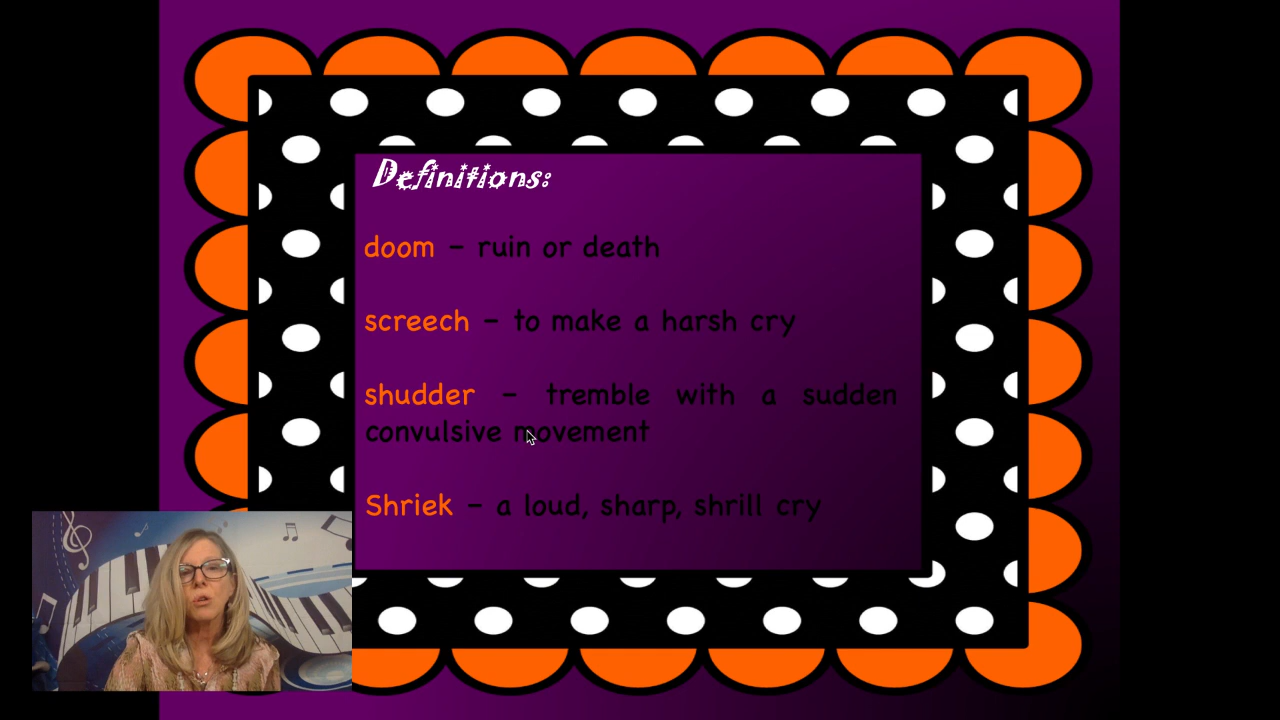 Definitions:
doom - ruin or death
screech - to make a harsh cry
shudder - tremble with a sudden
convulsive movement
Shriek - a loud, sharp, shrill cry